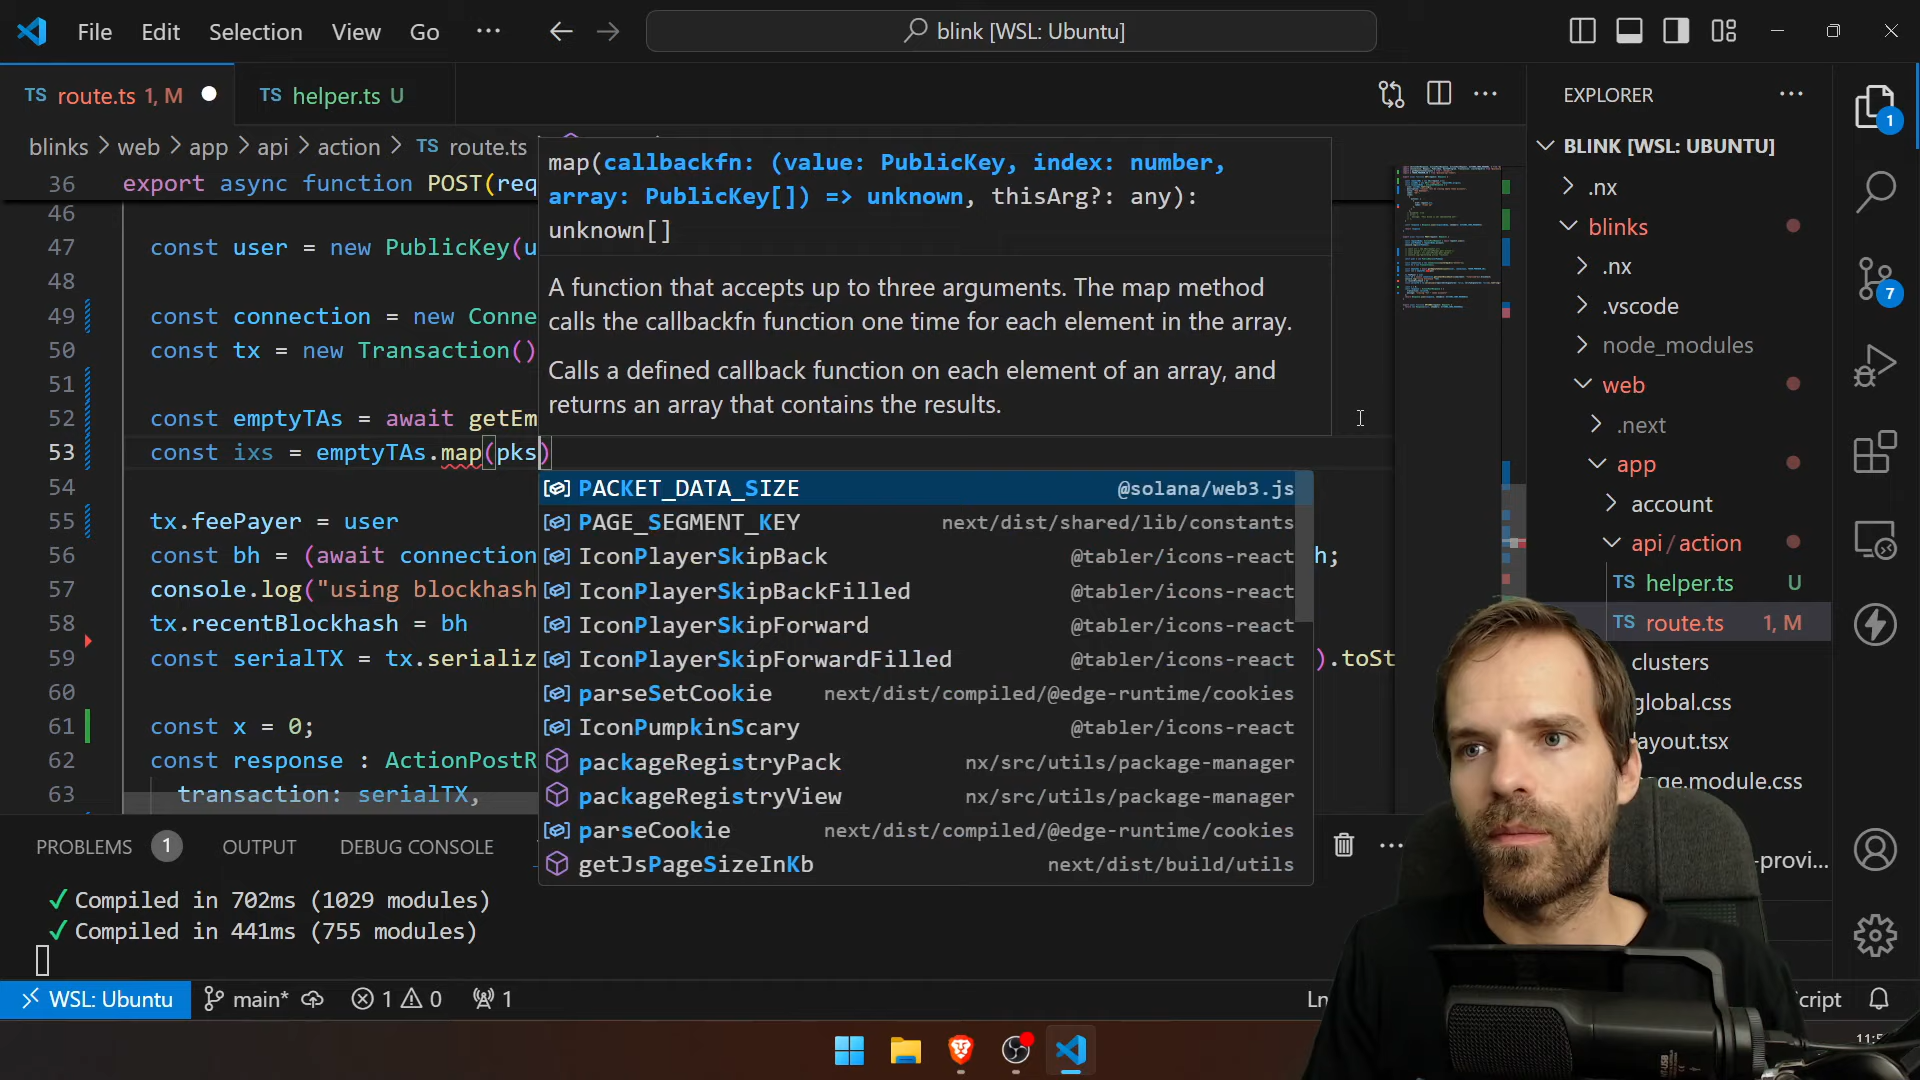 File Edit Selection View Go ···
blink [WSL: Ubuntu]
TS route.ts 1, M
TS helper.ts U
blinks > web > app > api > action > TS route.ts
36 export async function POST(req
46
47 const user = new PublicKey(u
48
49 const connection = new Conne
50 const tx = new Transaction()
51
52 const emptyTAs = await getEm
53 const ixs = emptyTAs.map(pks)
54
55 tx.feePayer = user
56 const bh = (await connection h;
57 console.log("using blockhash
58 tx.recentBlockhash = bh
59 const serialTX = tx.serializ ).toSt
60
61 const x = 0;
62 const response : ActionPostR
63 transaction: serialTX,
map(callbackfn: (value: PublicKey, index: number,
array: PublicKey[]) => unknown, thisArg?: any):
unknown[]
A function that accepts up to three arguments. The map method
calls the callbackfn function one time for each element in the array.
Calls a defined callback function on each element of an array, and
returns an array that contains the results.
PACKET_DATA_SIZE @solana/web3.js
PAGE_SEGMENT_KEY next/dist/shared/lib/constants
IconPlayerSkipBack @tabler/icons-react
IconPlayerSkipBackFilled @tabler/icons-react
IconPlayerSkipForward @tabler/icons-react
IconPlayerSkipForwardFilled @tabler/icons-react
parseSetCookie next/dist/compiled/@edge-runtime/cookies
IconPumpkinScary @tabler/icons-react
packageRegistryPack nx/src/utils/package-manager
packageRegistryView nx/src/utils/package-manager
parseCookie next/dist/compiled/@edge-runtime/cookies
getJsPageSizeInKb next/dist/build/utils
EXPLORER ···
BLINK [WSL: UBUNTU]
.nx
blinks
.nx
.vscode
node_modules
web
.next
app
account
api / action
TS helper.ts U
TS route.ts 1, M
clusters
global.css
layout.tsx
page.module.css
-provi...
1
7
PROBLEMS 1 OUTPUT DEBUG CONSOLE
✓ Compiled in 702ms (1029 modules)
✓ Compiled in 441ms (755 modules)
WSL: Ubuntu main* 1 0 1
Ln
cript